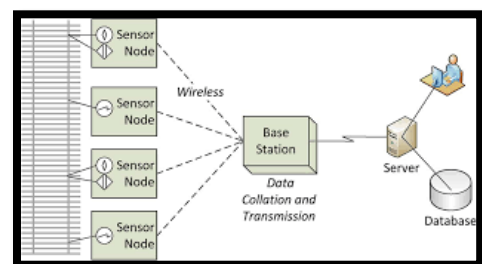 Sensor
Node
Wireless
Sensor
Node
Base
Station
Sensor
Node
Server
Data
Collation and
Transmission
Sensor
Node
Database